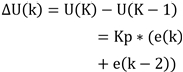 ΔU(k) = U(K) − U(K − 1)
= Kp * (e(k)
+ e(k − 2))